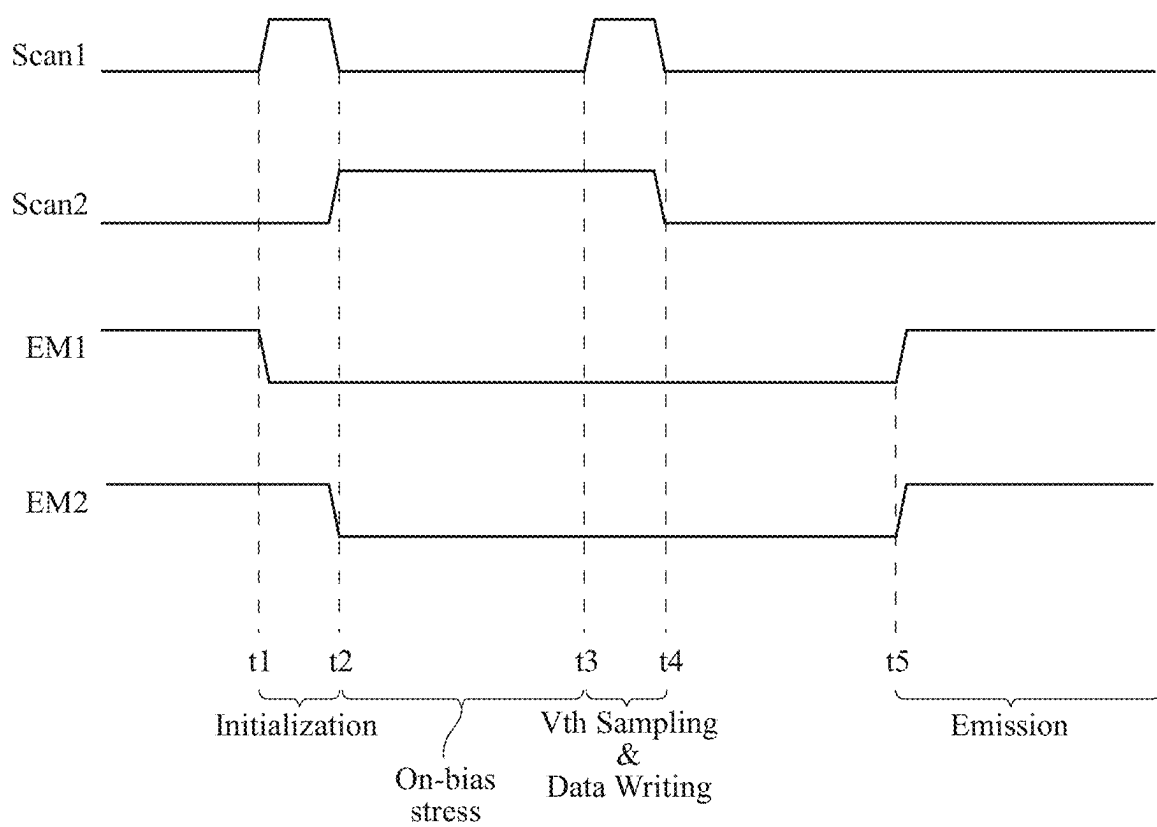 Scan1
Scan2
EM1
EM2
t1 t2 t3 t4 t5
Initialization
On-bias
stress
Vth Sampling
&
Data Writing
Emission